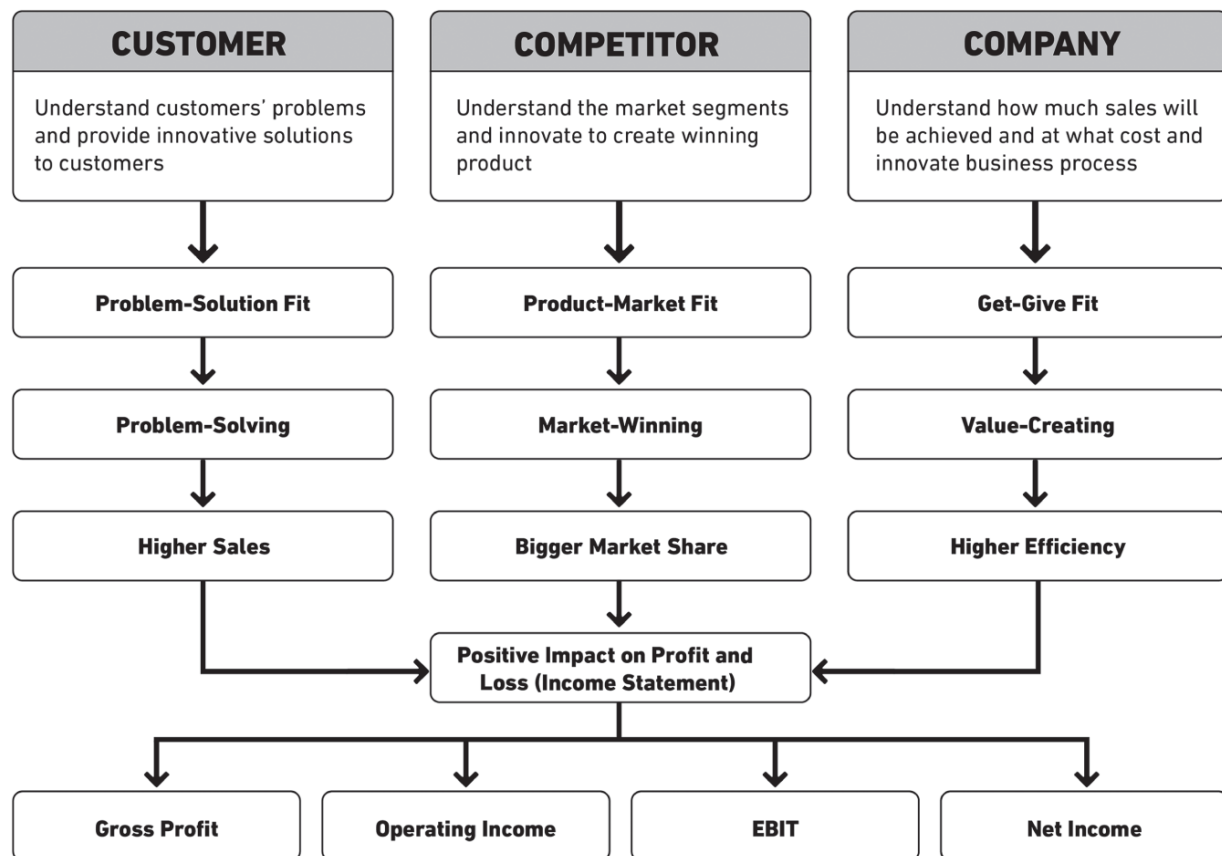 CUSTOMER
Understand customers’ problems
and provide innovative solutions
to customers
COMPETITOR
Understand the market segments
and innovate to create winning
product
COMPANY
Understand how much sales will
be achieved and at what cost and
innovate business process
Problem-Solution Fit
Product-Market Fit
Get-Give Fit
Problem-Solving
Market-Winning
Value-Creating
Higher Sales
Bigger Market Share
Higher Efficiency
Positive Impact on Profit and
Loss (Income Statement)
Gross Profit
Operating Income
EBIT
Net Income